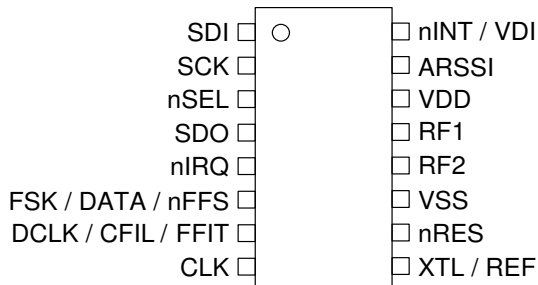 SDI
nINT / VDI
SCK
ARSSI
nSEL
VDD
SDO
RF1
nIRQ
RF2
FSK / DATA / nFFS
VSS
DCLK / CFIL / FFIT
nRES
CLK
XTL / REF